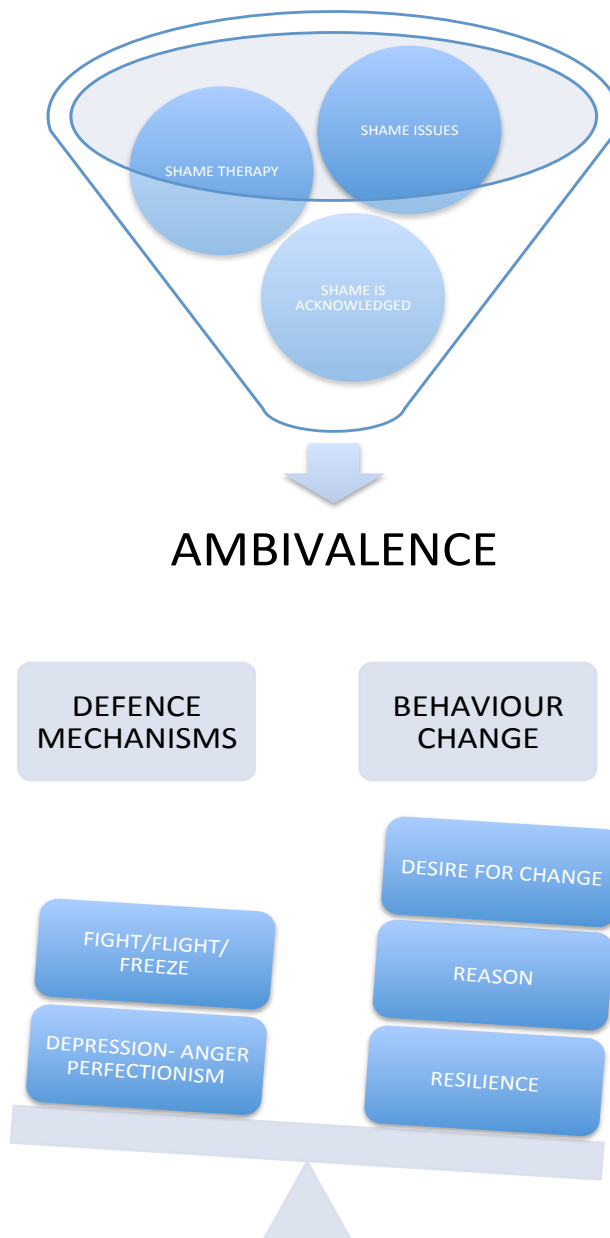 SHAME ISSUES
SHAME THERAPY
SHAME IS
ACKNOWLEDGED
AMBIVALENCE
DEFENCE
MECHANISMS
BEHAVIOUR
CHANGE
FIGHT/FLIGHT/
FREEZE
DEPRESSION- ANGER
PERFECTIONISM
DESIRE FOR CHANGE
REASON
RESILIENCE